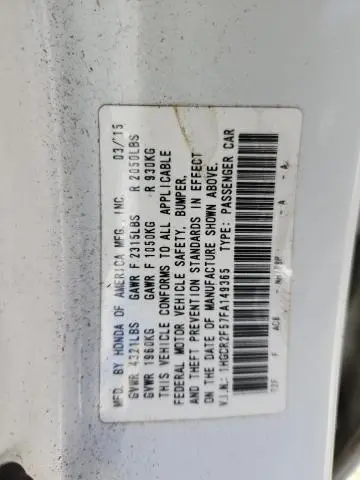 MFD. BY HONDA OF AMERICA MFG., INC. 03/15
GVWR 4321LBS GAWR F 2315LBS R 2050LBS
GVWR 1960KG GAWR F 1050KG R 930KG
THIS VEHICLE CONFORMS TO ALL APPLICABLE
FEDERAL MOTOR VEHICLE SAFETY, BUMPER,
AND THEFT PREVENTION STANDARDS IN EFFECT
ON THE DATE OF MANUFACTURE SHOWN ABOVE.
V.I.N.: 1HGCR2F57FA149365 TYPE: PASSENGER CAR
F ACE - - A - A